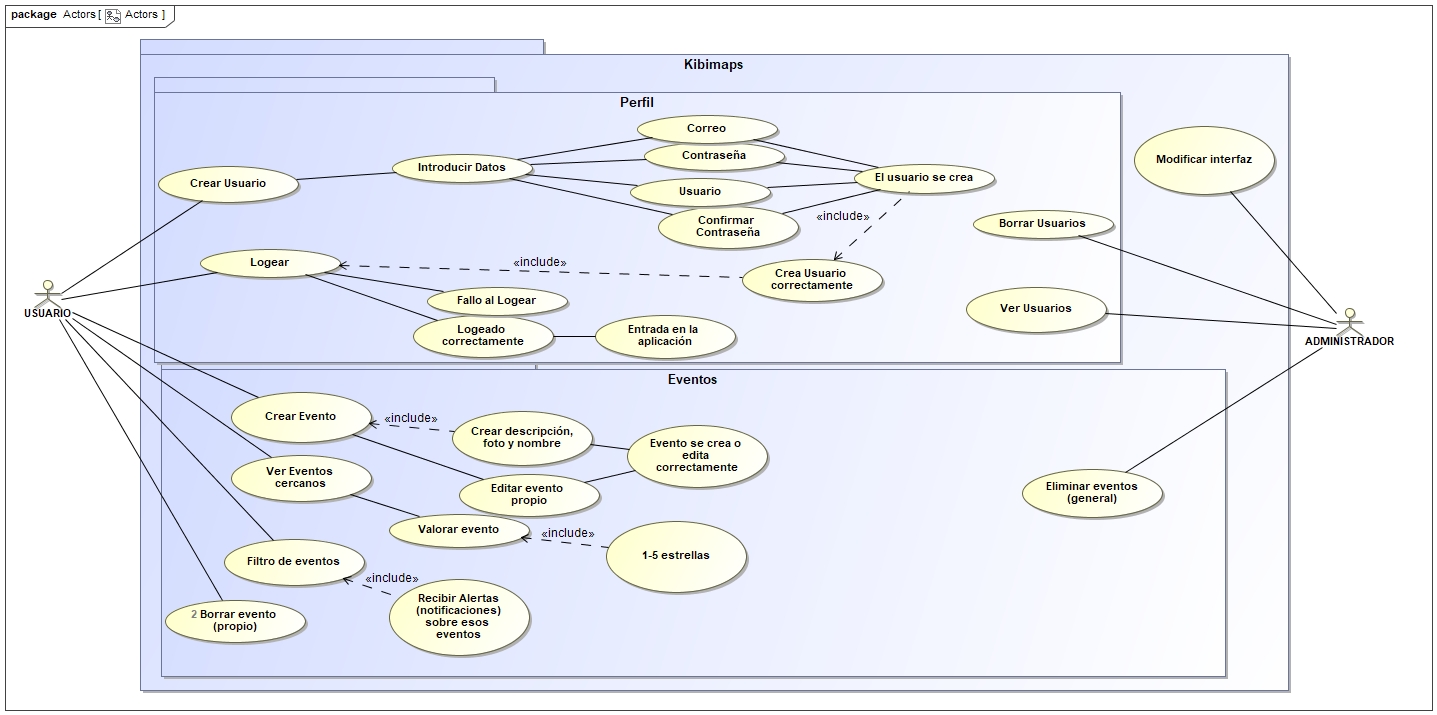 package Actors [ Actors ]
Kibimaps
Perfil
Correo
Contraseña
Introducir Datos
Crear Usuario
Usuario
El usuario se crea
Confirmar
Contraseña
«include»
Modificar interfaz
Borrar Usuarios
Logear
«include»
Crea Usuario
correctamente
Fallo al Logear
Logeado
correctamente
Entrada en la
aplicación
Ver Usuarios
USUARIO
ADMINISTRADOR
Eventos
Crear Evento
«include»
Crear descripción,
foto y nombre
Evento se crea o
edita
correctamente
Ver Eventos
cercanos
Editar evento
propio
Eliminar eventos
(general)
Valorar evento
«include»
1-5 estrellas
Filtro de eventos
«include»
Recibir Alertas
(notificaciones)
sobre esos
eventos
2 Borrar evento
(propio)